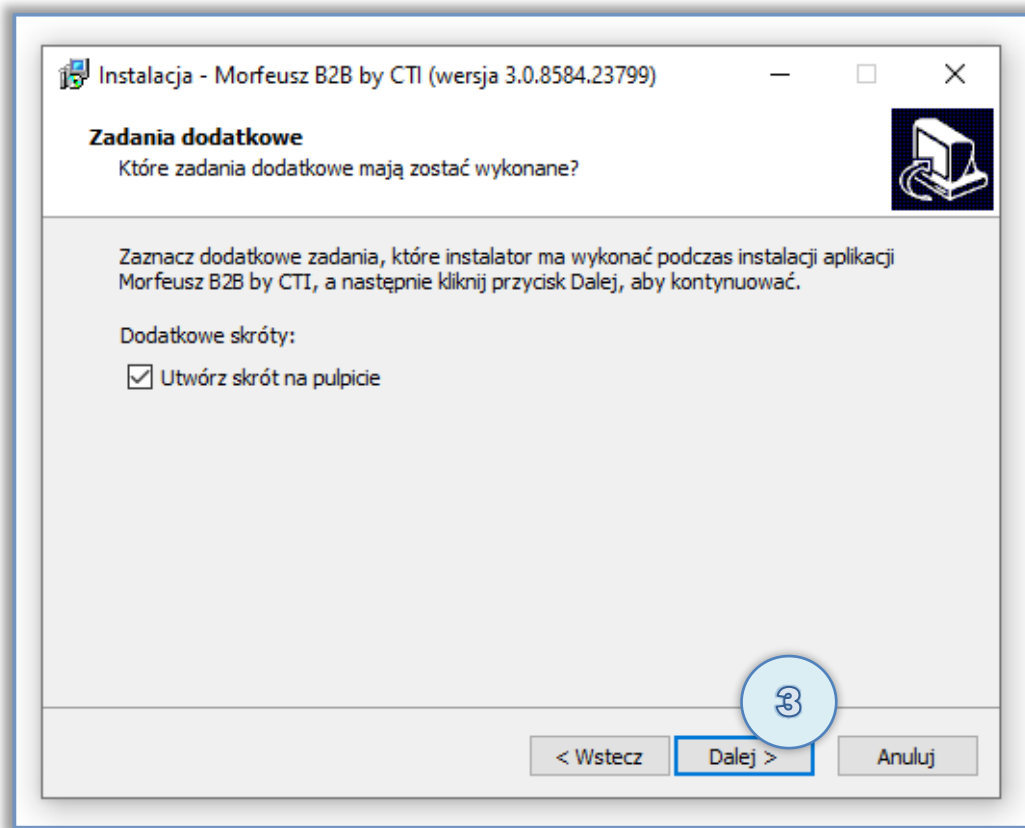 Instalacja - Morfeusz B2B by CTI (wersja 3.0.8584.23799)
Zadania dodatkowe
Które zadania dodatkowe mają zostać wykonane?
Zaznacz dodatkowe zadania, które instalator ma wykonać podczas instalacji aplikacji
Morfeusz B2B by CTI, a następnie kliknij przycisk Dalej, aby kontynuować.
Dodatkowe skróty:
Utwórz skrót na pulpicie
3
< Wstecz Dalej > Anuluj